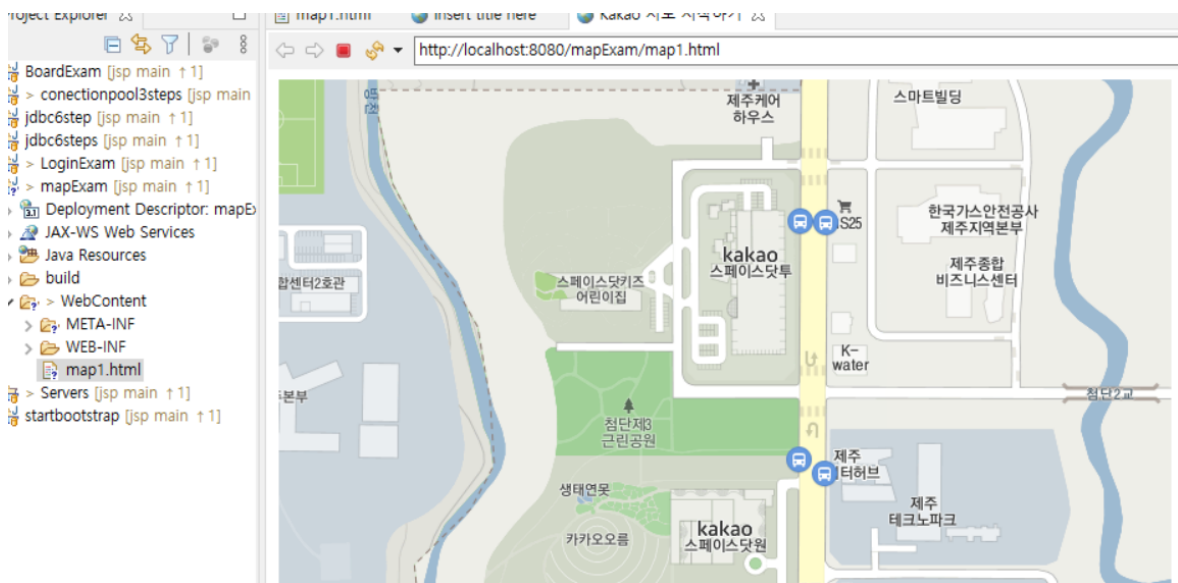 Project Explorer
map1.html
Insert title here
Kakao 지도 시작하기
http://localhost:8080/mapExam/map1.html
BoardExam [jsp main ↑1]
> conectionpool3steps [jsp main
jdbc6step [jsp main ↑1]
jdbc6steps [jsp main ↑1]
> LoginExam [jsp main ↑1]
> mapExam [jsp main ↑1]
Deployment Descriptor: mapEx
JAX-WS Web Services
Java Resources
build
> WebContent
META-INF
WEB-INF
map1.html
> Servers [jsp main ↑1]
startbootstrap [jsp main ↑1]
제주케어
하우스
스마트빌딩
S25
한국가스안전공사
제주지역본부
kakao
스페이스닷투
제주종합
비즈니스센터
스페이스닷키즈
어린이집
합센터2호관
K-
water
본부
첨단2교
첨단제3
근린공원
제주
터허브
생태연못
제주
테크노파크
kakao
스페이스닷원
카카오오름